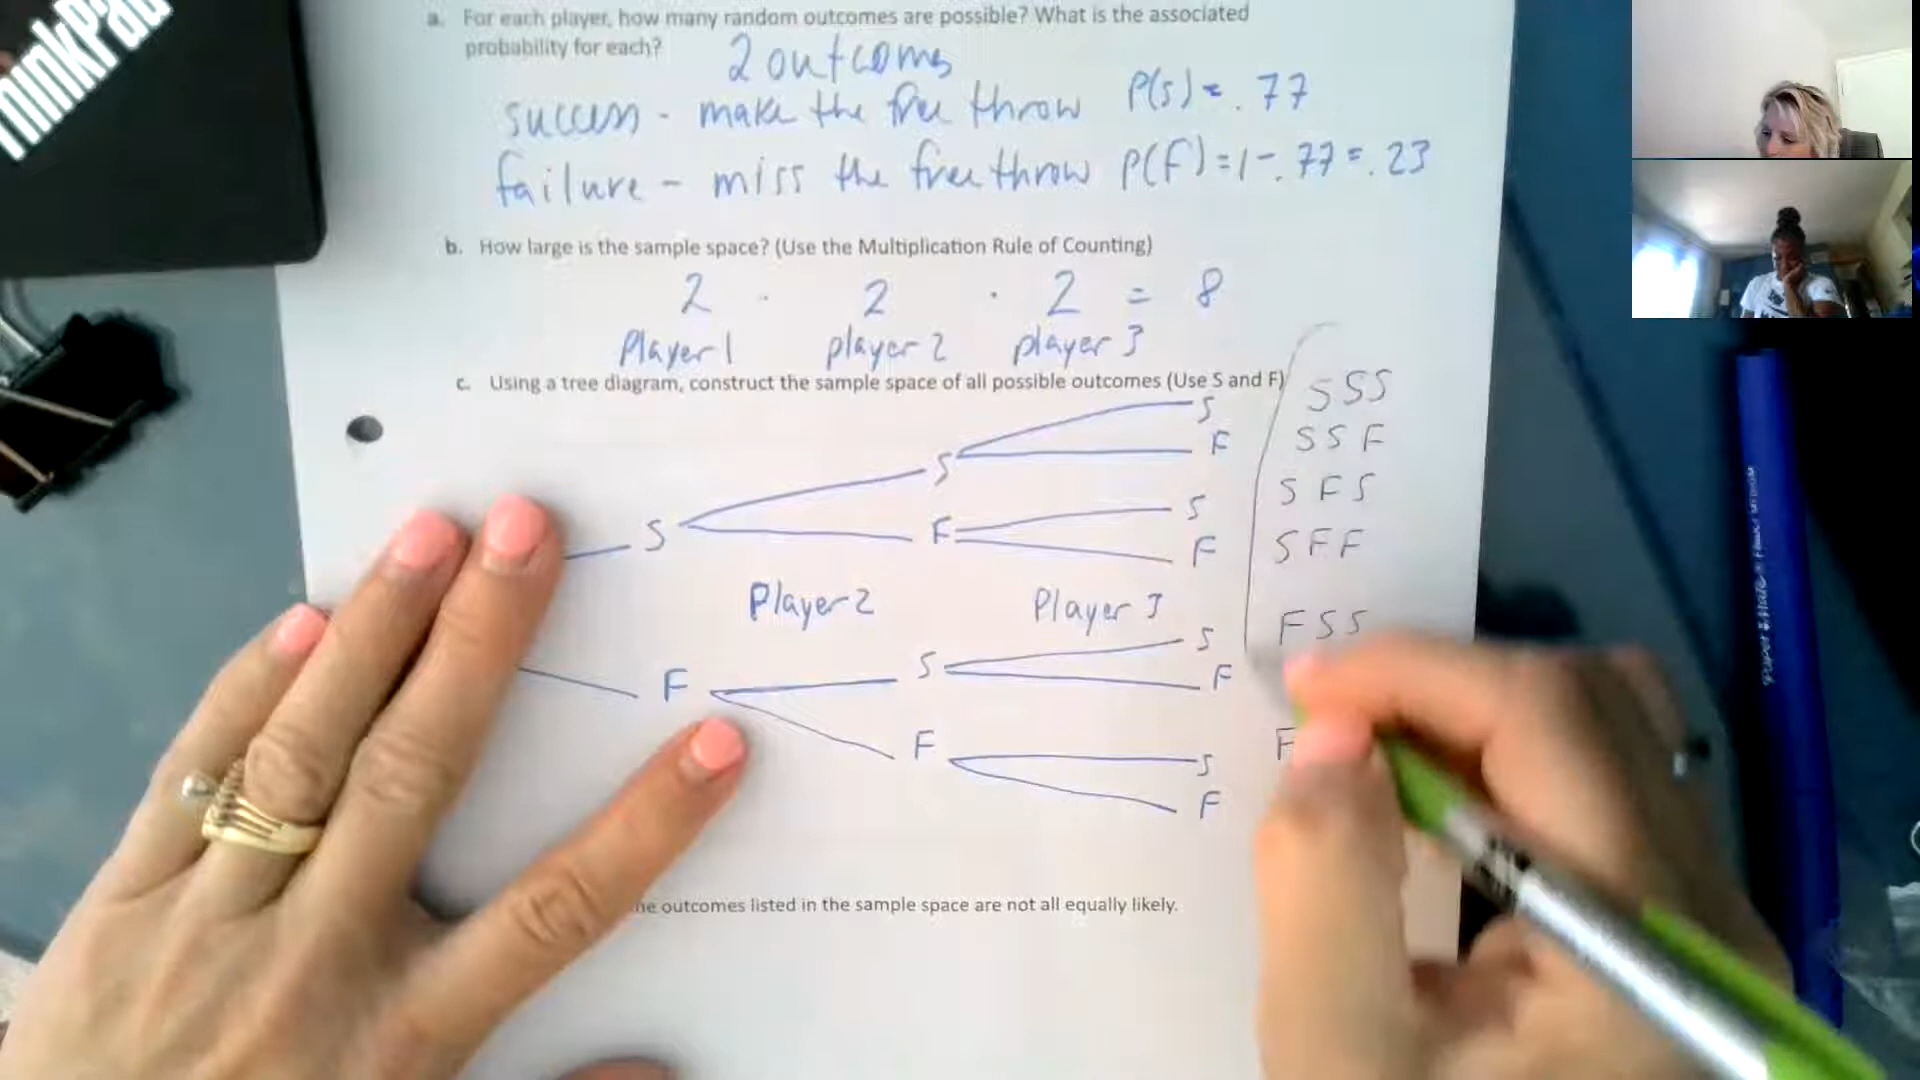 ThinkPad
a. For each player, how many random outcomes are possible? What is the associated
probability for each? 2 outcomes
success - make the free throw P(s) = .77
failure - miss the free throw P(F) = 1 - .77 = .23
b. How large is the sample space? (Use the Multiplication Rule of Counting)
2 · 2 · 2 = 8
Player 1 player 2 player 3
c. Using a tree diagram, construct the sample space of all possible outcomes (Use S and F)
SSS
S
SSF
F
S
SFS
S
S F
SFF
F
Player 2 Player 3
FSS
S
S
F
F
F
F
S
F
outcomes listed in the sample space are not all equally likely.